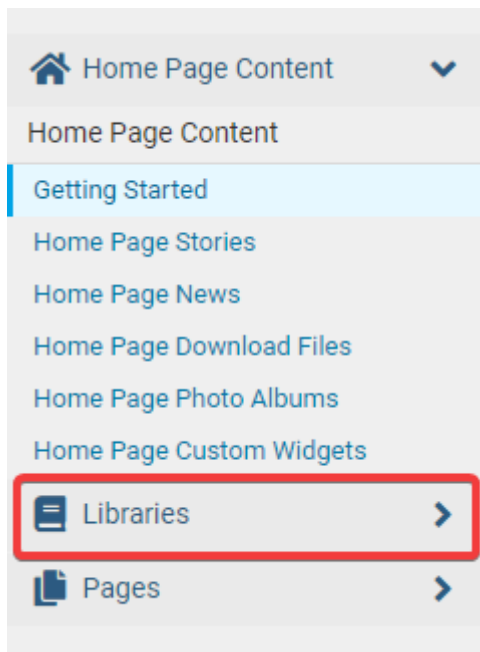 Home Page Content
Home Page Content
Getting Started
Home Page Stories
Home Page News
Home Page Download Files
Home Page Photo Albums
Home Page Custom Widgets
Libraries
Pages